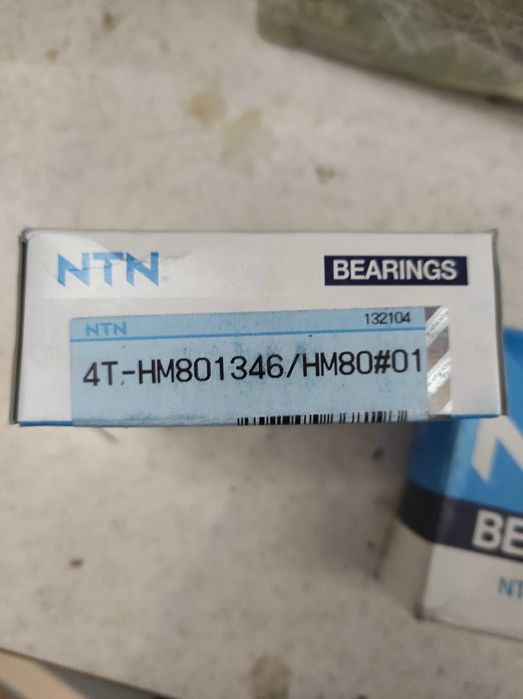 NTN
BEARINGS
NTN
132104
4T-HM801346/HM80#01
BE
NT